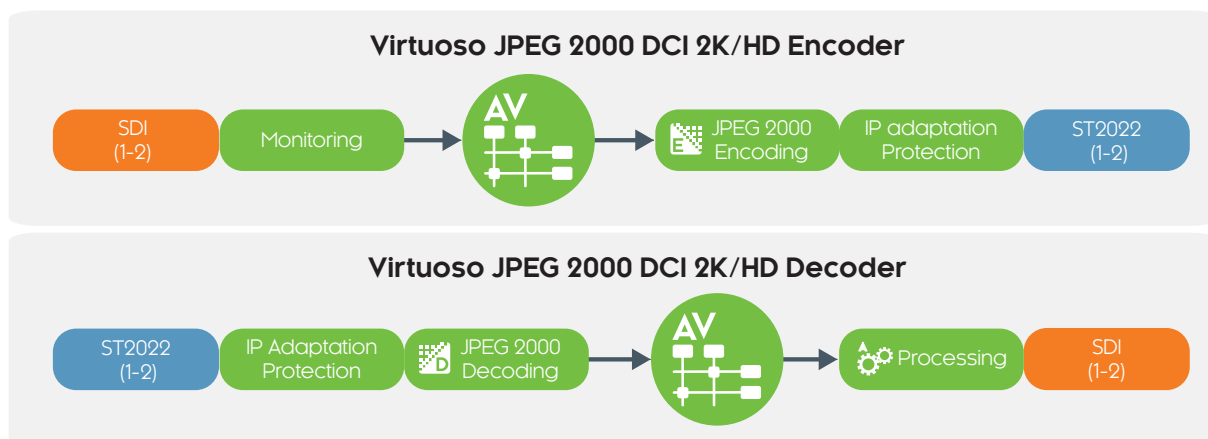 Virtuoso JPEG 2000 DCI 2K/HD Encoder
SDI
(1-2)
Monitoring
AV
E
JPEG 2000
Encoding
IP adaptation
Protection
ST2022
(1-2)
Virtuoso JPEG 2000 DCI 2K/HD Decoder
ST2022
(1-2)
IP Adaptation
Protection
D
JPEG 2000
Decoding
AV
A
Processing
SDI
(1-2)